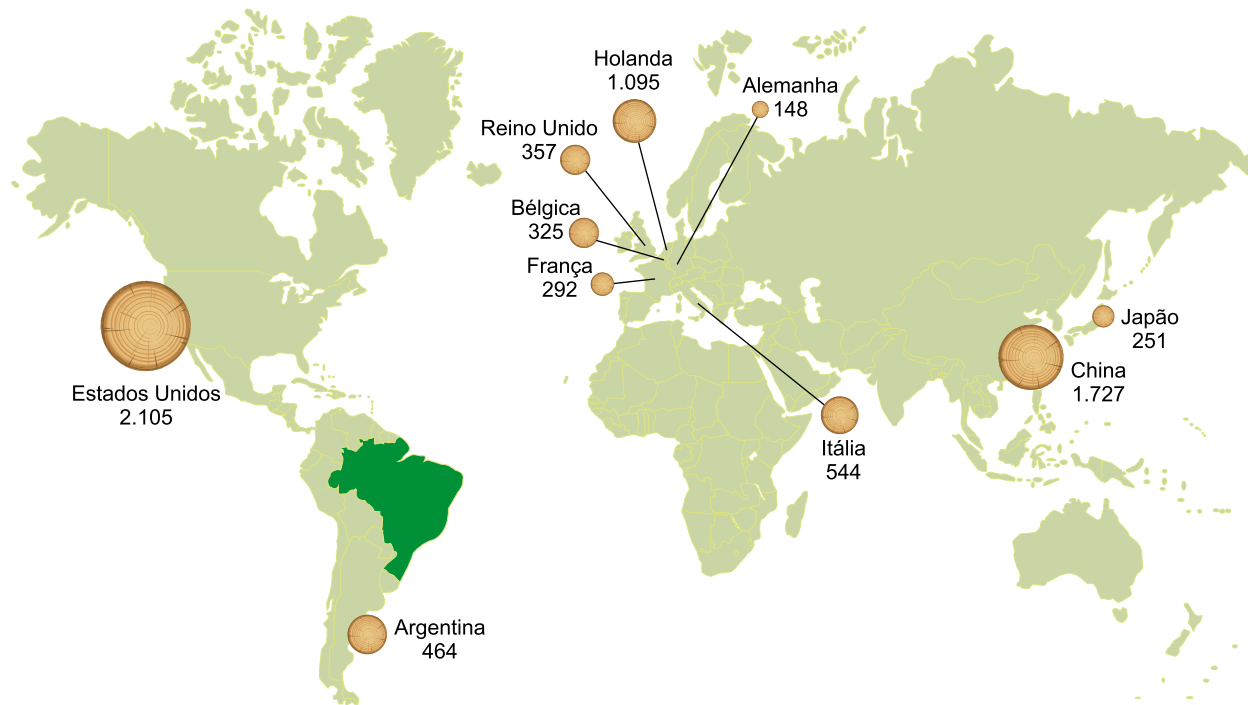 Holanda
1.095
Alemanha
148
Reino Unido
357
Bélgica
325
França
292
Japão
251
China
1.727
Estados Unidos
2.105
Itália
544
Argentina
464